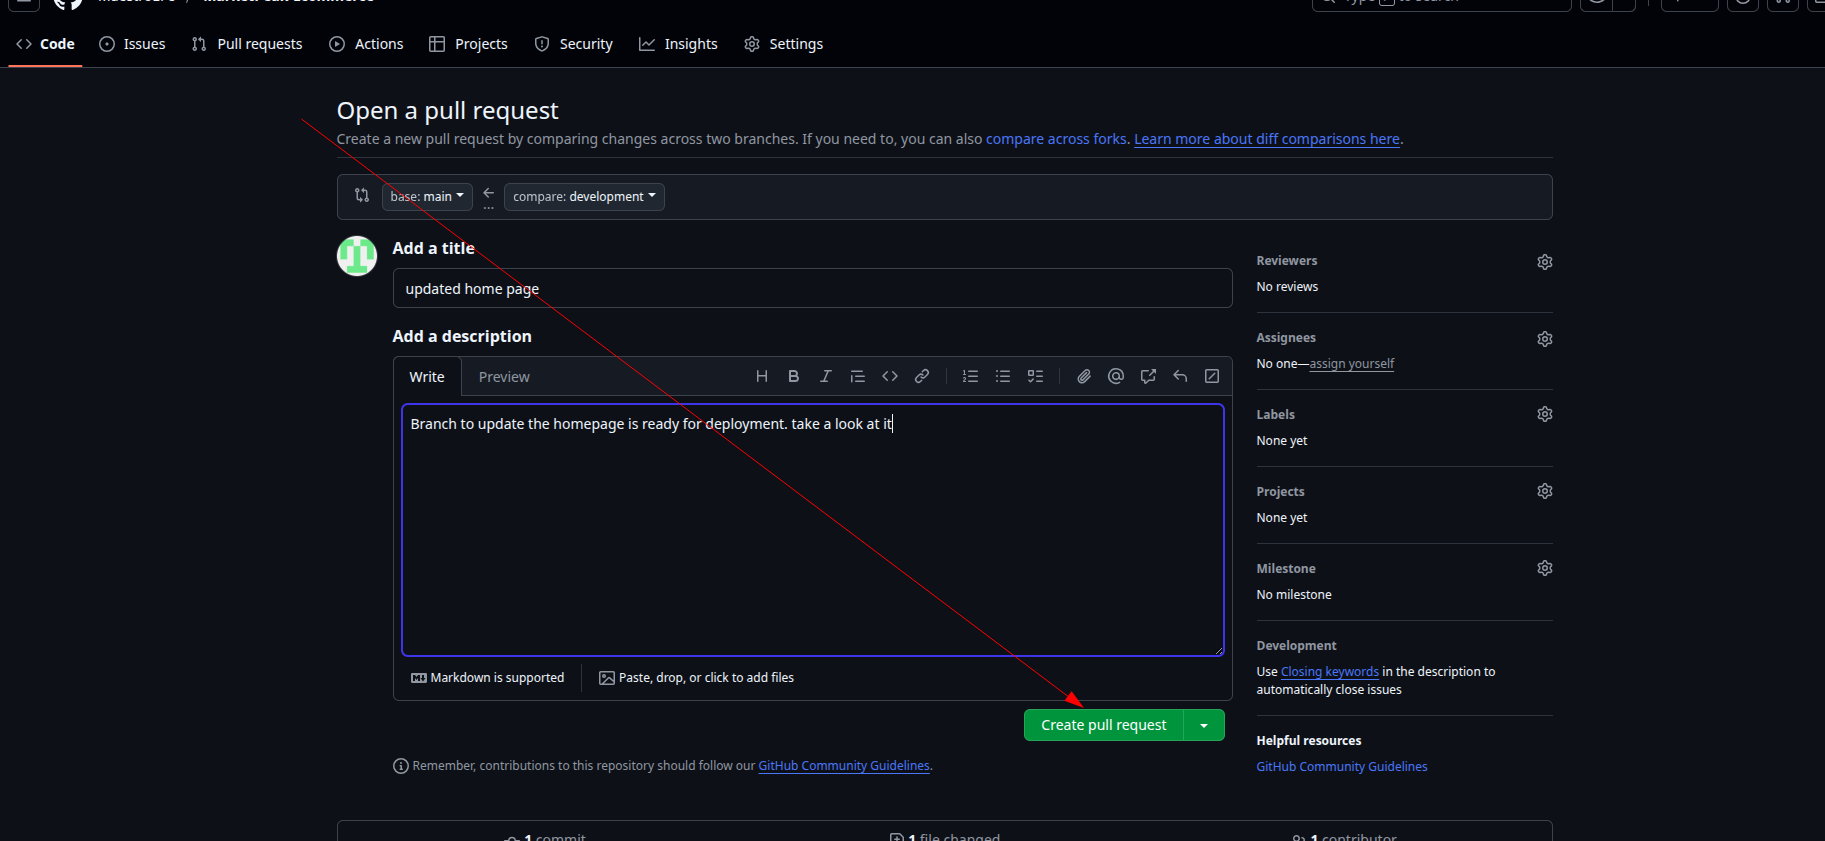 Code Issues Pull requests Actions Projects Security Insights Settings
Open a pull request
Create a new pull request by comparing changes across two branches. If you need to, you can also compare across forks. Learn more about diff comparisons here.
base: main compare: development
Add a title
updated home page
Add a description
Write Preview
Branch to update the homepage is ready for deployment. take a look at it
Markdown is supported Paste, drop, or click to add files
Create pull request
Remember, contributions to this repository should follow our GitHub Community Guidelines.
Reviewers
No reviews
Assignees
No one—assign yourself
Labels
None yet
Projects
None yet
Milestone
No milestone
Development
Use Closing keywords in the description to
automatically close issues
Helpful resources
GitHub Community Guidelines
1 commit 1 file changed 1 contributor